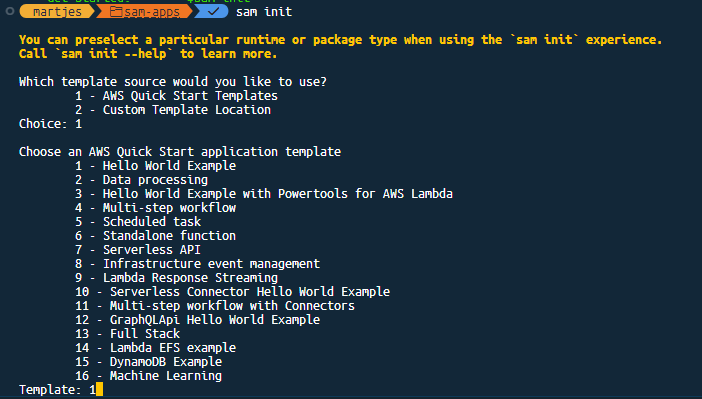 martjes sam-apps ✓ sam init
You can preselect a particular runtime or package type when using the `sam init` experience.
Call `sam init --help` to learn more.
Which template source would you like to use?
1 - AWS Quick Start Templates
2 - Custom Template Location
Choice: 1
Choose an AWS Quick Start application template
1 - Hello World Example
2 - Data processing
3 - Hello World Example with Powertools for AWS Lambda
4 - Multi-step workflow
5 - Scheduled task
6 - Standalone function
7 - Serverless API
8 - Infrastructure event management
9 - Lambda Response Streaming
10 - Serverless Connector Hello World Example
11 - Multi-step workflow with Connectors
12 - GraphQLApi Hello World Example
13 - Full Stack
14 - Lambda EFS example
15 - DynamoDB Example
16 - Machine Learning
Template: 1